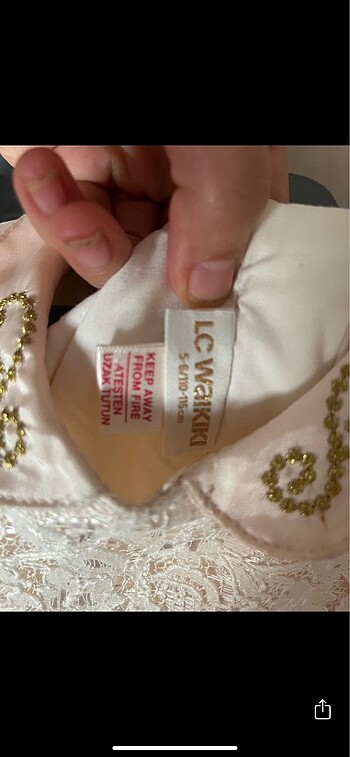 LC WAIKIKI
5-6/110-116cm
KEEP AWAY
FROM FIRE
ATEŞTEN
UZAK TUTUN